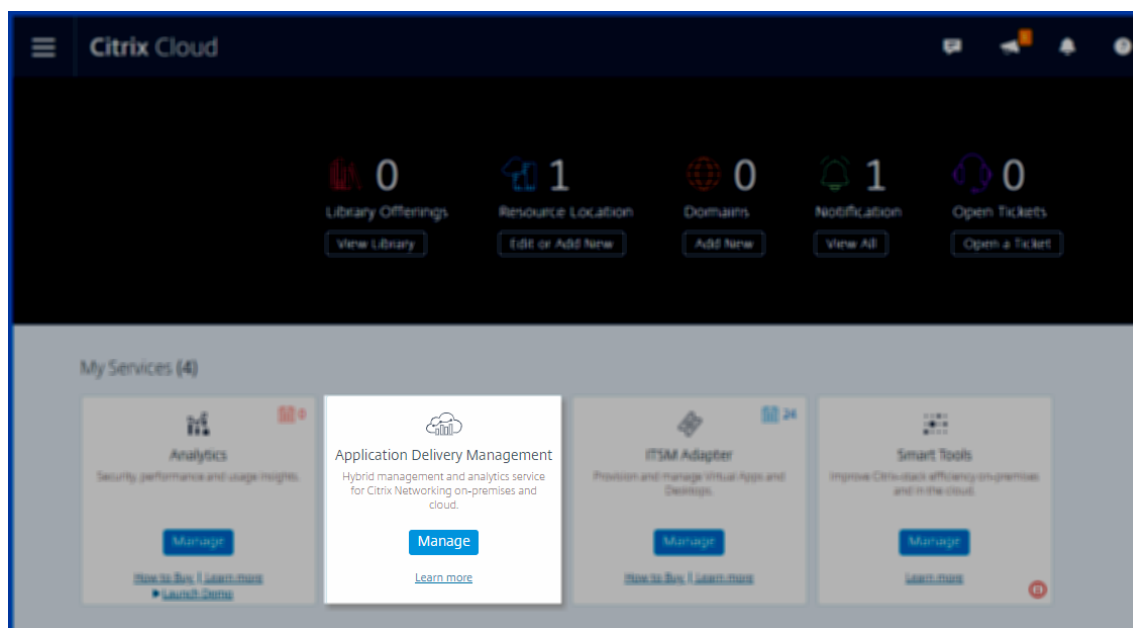 Citrix Cloud
0
1
0
1
0
Library Offerings
Resource Location
Domains
Notification
Open Tickets
View Library
Edit or Add New
Add New
View All
Open a Ticket
My Services (4)
0
24
Analytics
Application Delivery Management
ITSM Adapter
Smart Tools
Security, performance and usage insights.
Hybrid management and analytics service
for Citrix Networking on-premises and
cloud.
Provision and manage Virtual Apps and
Desktops.
Improve Citrix-stack efficiency on-premises
and in the cloud.
Manage
Manage
Manage
Manage
How to Buy | Learn more
Launch Demo
Learn more
How to Buy | Learn more
Learn more